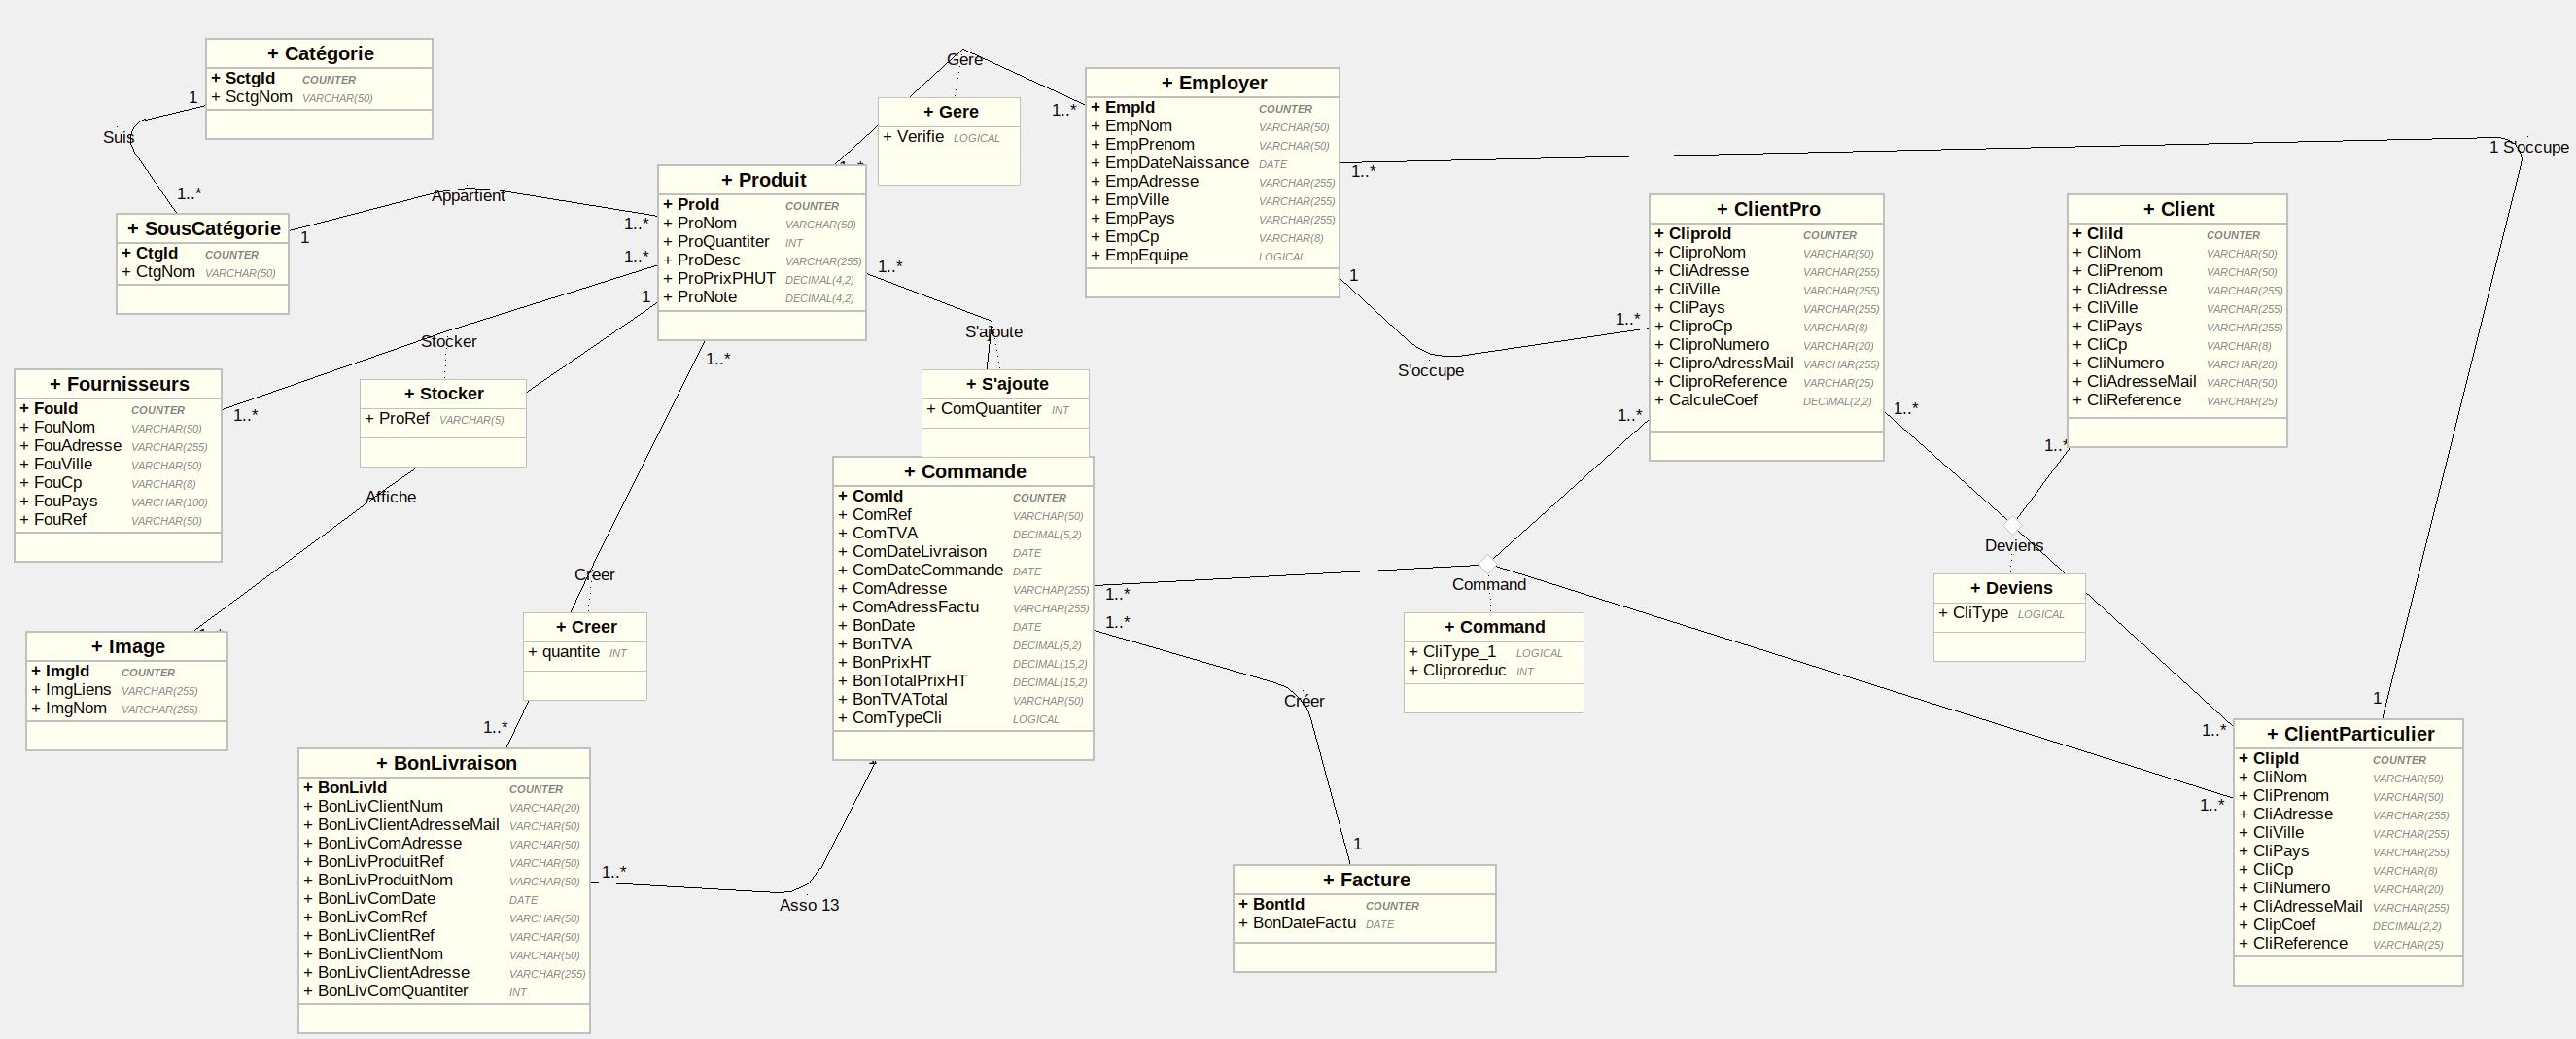 + Catégorie
+ SctgId COUNTER
+ SctgNom VARCHAR(50)
1
Suis
1..*
+ SousCatégorie
+ CtgId COUNTER
+ CtgNom VARCHAR(50)
1
Appartient
1..*
+ Produit
+ ProId COUNTER
+ ProNom VARCHAR(50)
+ ProQuantiter INT
+ ProDesc VARCHAR(255)
+ ProPrixPHUT DECIMAL(4,2)
+ ProNote DECIMAL(4,2)
Gere
+ Gere
+ Verifie LOGICAL
1..*
+ Employer
+ EmpId COUNTER
+ EmpNom VARCHAR(50)
+ EmpPrenom VARCHAR(50)
+ EmpDateNaissance DATE
+ EmpAdresse VARCHAR(255)
+ EmpVille VARCHAR(255)
+ EmpPays VARCHAR(255)
+ EmpCp VARCHAR(8)
+ EmpEquipe LOGICAL
1..*
1 S'occupe
1
S'occupe
1..*
+ ClientPro
+ CliproId COUNTER
+ CliproNom VARCHAR(50)
+ CliAdresse VARCHAR(255)
+ CliVille VARCHAR(255)
+ CliPays VARCHAR(255)
+ CliproCp VARCHAR(8)
+ CliproNumero VARCHAR(20)
+ CliproAdressMail VARCHAR(255)
+ CliproReference VARCHAR(25)
+ CalculeCoef DECIMAL(2,2)
+ Client
+ CliId COUNTER
+ CliNom VARCHAR(50)
+ CliPrenom VARCHAR(50)
+ CliAdresse VARCHAR(255)
+ CliVille VARCHAR(255)
+ CliPays VARCHAR(255)
+ CliCp VARCHAR(8)
+ CliNumero VARCHAR(20)
+ CliAdresseMail VARCHAR(50)
+ CliReference VARCHAR(25)
1..*
1..*
1..*
Deviens
+ Deviens
+ CliType LOGICAL
1..*
1
1..*
1..*
Stocker
+ Stocker
+ ProRef VARCHAR(5)
1..*
+ Fournisseurs
+ FouId COUNTER
+ FouNom VARCHAR(50)
+ FouAdresse VARCHAR(255)
+ FouVille VARCHAR(50)
+ FouCp VARCHAR(8)
+ FouPays VARCHAR(100)
+ FouRef VARCHAR(50)
1
Affiche
+ Image
+ ImgId COUNTER
+ ImgLiens VARCHAR(255)
+ ImgNom VARCHAR(255)
1..*
S'ajoute
+ S'ajoute
+ ComQuantiter INT
+ Commande
+ ComId COUNTER
+ ComRef VARCHAR(50)
+ ComTVA DECIMAL(5,2)
+ ComDateLivraison DATE
+ ComDateCommande DATE
+ ComAdresse VARCHAR(255)
+ ComAdressFactu VARCHAR(255)
+ BonDate DATE
+ BonTVA DECIMAL(5,2)
+ BonPrixHT DECIMAL(15,2)
+ BonTotalPrixHT DECIMAL(15,2)
+ BonTVATotal VARCHAR(50)
+ ComTypeCli LOGICAL
1..*
1..*
Command
+ Command
+ CliType_1 LOGICAL
+ Cliproreduc INT
1..*
Creer
+ Creer
+ quantite INT
1..*
+ BonLivraison
+ BonLivId COUNTER
+ BonLivClientNum VARCHAR(20)
+ BonLivClientAdresseMail VARCHAR(50)
+ BonLivComAdresse VARCHAR(50)
+ BonLivProduitRef VARCHAR(50)
+ BonLivProduitNom VARCHAR(50)
+ BonLivComDate DATE
+ BonLivComRef VARCHAR(50)
+ BonLivClientRef VARCHAR(50)
+ BonLivClientNom VARCHAR(50)
+ BonLivClientAdresse VARCHAR(255)
+ BonLivComQuantiter INT
1..*
Asso 13
Créer
1
+ Facture
+ BontId COUNTER
+ BonDateFactu DATE
+ ClientParticulier
+ ClipId COUNTER
+ CliNom VARCHAR(50)
+ CliPrenom VARCHAR(50)
+ CliAdresse VARCHAR(255)
+ CliVille VARCHAR(255)
+ CliPays VARCHAR(255)
+ CliCp VARCHAR(8)
+ CliNumero VARCHAR(20)
+ CliAdresseMail VARCHAR(255)
+ ClipCoef DECIMAL(2,2)
+ CliReference VARCHAR(25)